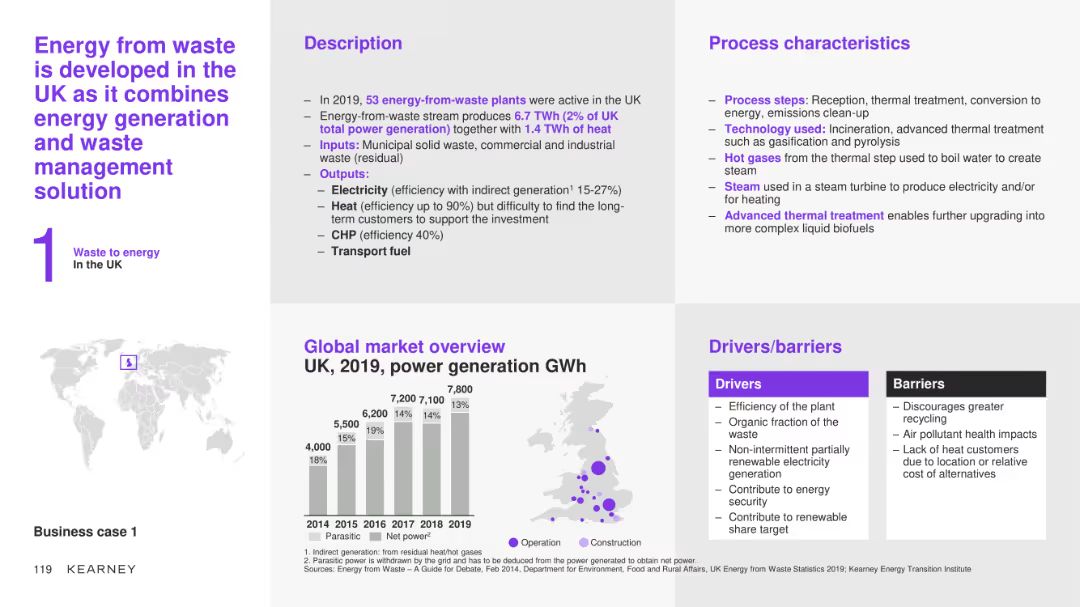 Energy from waste
is developed in the
UK as it combines
energy generation
and waste
management
solution
1
Waste to energy
In the UK
Business case 1
119 KEARNEY
Description
– In 2019, 53 energy-from-waste plants were active in the UK
– Energy-from-waste stream produces 6.7 TWh (2% of UK
total power generation) together with 1.4 TWh of heat
– Inputs: Municipal solid waste, commercial and industrial
waste (residual)
– Outputs:
– Electricity (efficiency with indirect generation¹ 15-27%)
– Heat (efficiency up to 90%) but difficulty to find the long-
term customers to support the investment
– CHP (efficiency 40%)
– Transport fuel
Process characteristics
– Process steps: Reception, thermal treatment, conversion to
energy, emissions clean-up
– Technology used: Incineration, advanced thermal treatment
such as gasification and pyrolysis
– Hot gases from the thermal step used to boil water to create
steam
– Steam used in a steam turbine to produce electricity and/or
for heating
– Advanced thermal treatment enables further upgrading into
more complex liquid biofuels
Global market overview
UK, 2019, power generation GWh
4,000 5,500 6,200 7,200 7,100 7,800
18% 15% 19% 14% 14% 13%
2014 2015 2016 2017 2018 2019
Parasitic Net power²
Operation Construction
Drivers/barriers
Drivers
– Efficiency of the plant
– Organic fraction of the
waste
– Non-intermittent partially
renewable electricity
generation
– Contribute to energy
security
– Contribute to renewable
share target
Barriers
– Discourages greater
recycling
– Air pollutant health impacts
– Lack of heat customers
due to location or relative
cost of alternatives
1. Indirect generation: from residual heat/hot gases
2. Parasitic power is withdrawn by the grid and has to be deducted from the power generated to obtain net power
Sources: Energy from Waste – A Guide for Debate, Feb 2014, Department for Environment, Food and Rural Affairs, UK Energy from Waste Statistics 2019; Kearney Energy Transition Institute